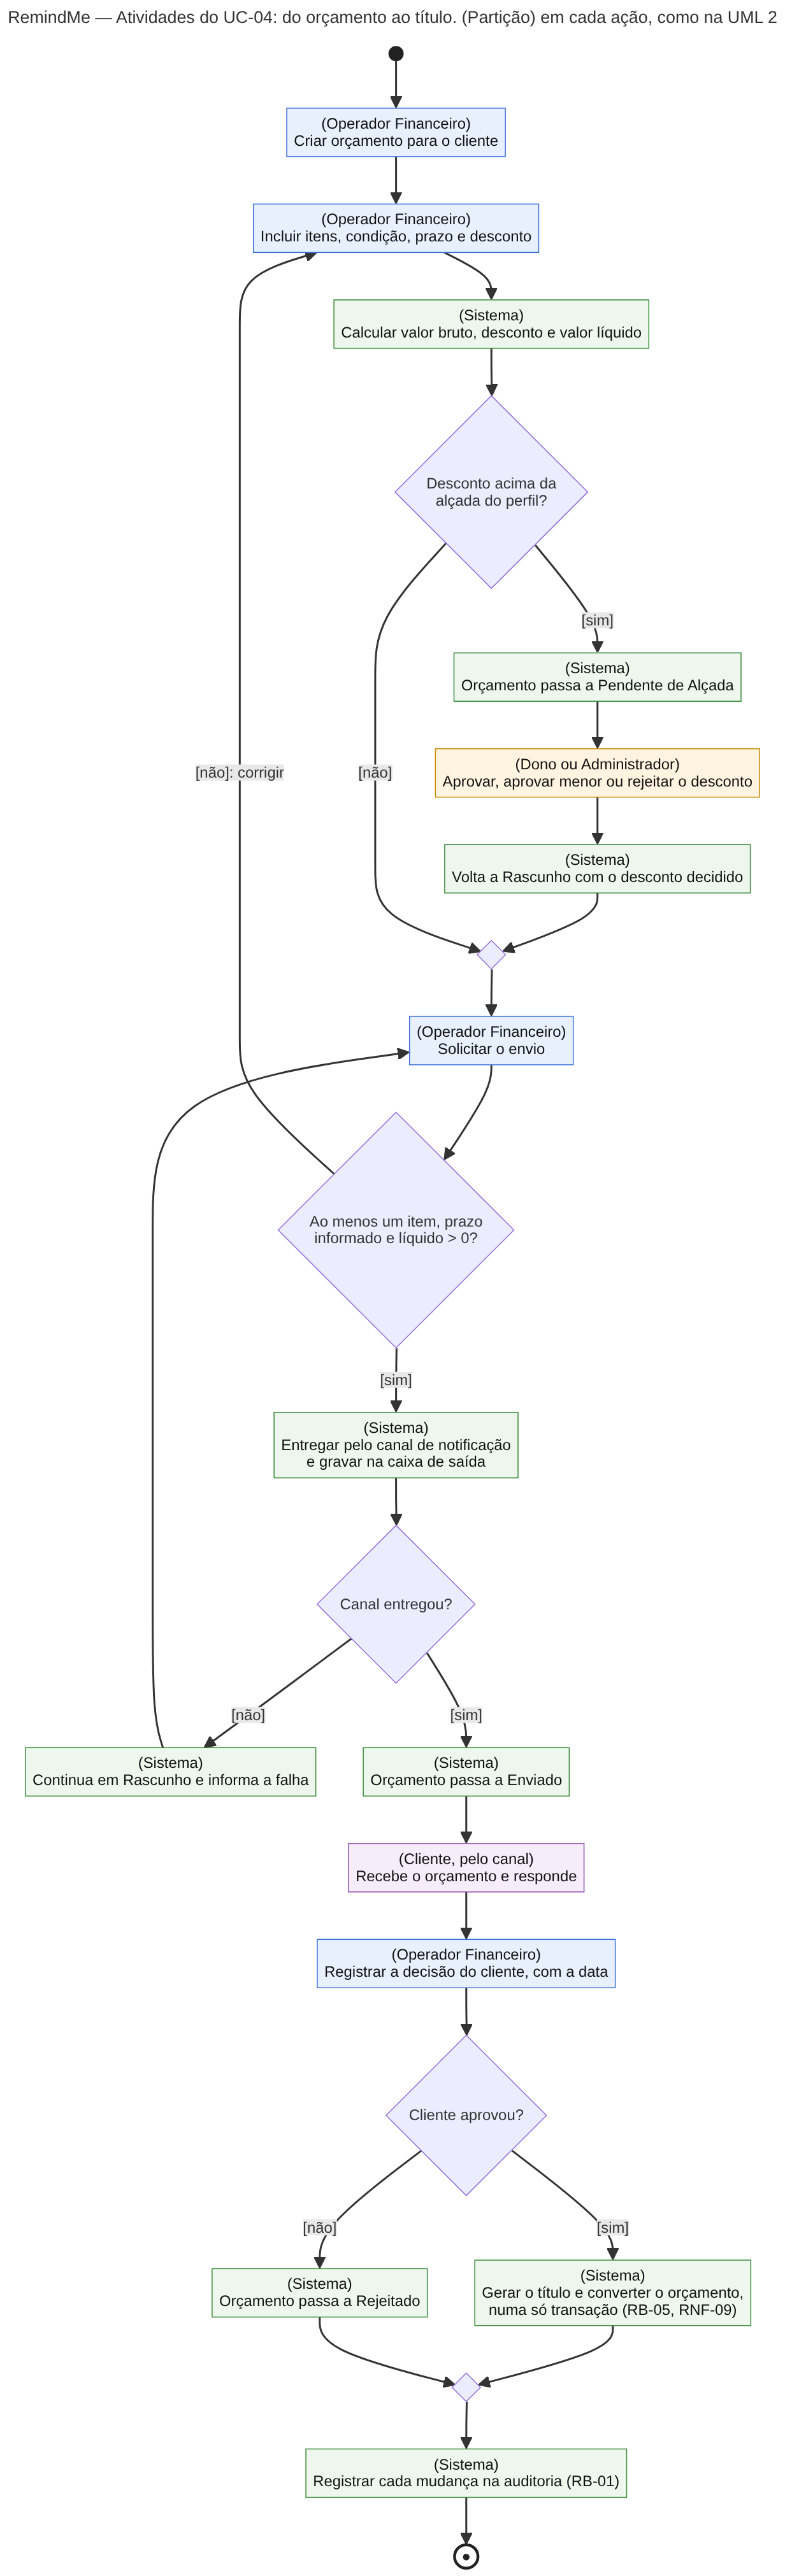 RemindMe — Atividades do UC-04: do orçamento ao título. (Partição) em cada ação, como na UML 2
(Operador Financeiro)
Criar orçamento para o cliente
(Operador Financeiro)
Incluir itens, condição, prazo e desconto
(Sistema)
Calcular valor bruto, desconto e valor líquido
Desconto acima da
alçada do perfil?
[sim]
(Sistema)
Orçamento passa a Pendente de Alçada
[não]: corrigir
[não]
(Dono ou Administrador)
Aprovar, aprovar menor ou rejeitar o desconto
(Sistema)
Volta a Rascunho com o desconto decidido
(Operador Financeiro)
Solicitar o envio
Ao menos um item, prazo
informado e líquido > 0?
[sim]
(Sistema)
Entregar pelo canal de notificação
e gravar na caixa de saída
Canal entregou?
[não]
[sim]
(Sistema)
Continua em Rascunho e informa a falha
(Sistema)
Orçamento passa a Enviado
(Cliente, pelo canal)
Recebe o orçamento e responde
(Operador Financeiro)
Registrar a decisão do cliente, com a data
Cliente aprovou?
[não]
[sim]
(Sistema)
Orçamento passa a Rejeitado
(Sistema)
Gerar o título e converter o orçamento,
numa só transação (RB-05, RNF-09)
(Sistema)
Registrar cada mudança na auditoria (RB-01)